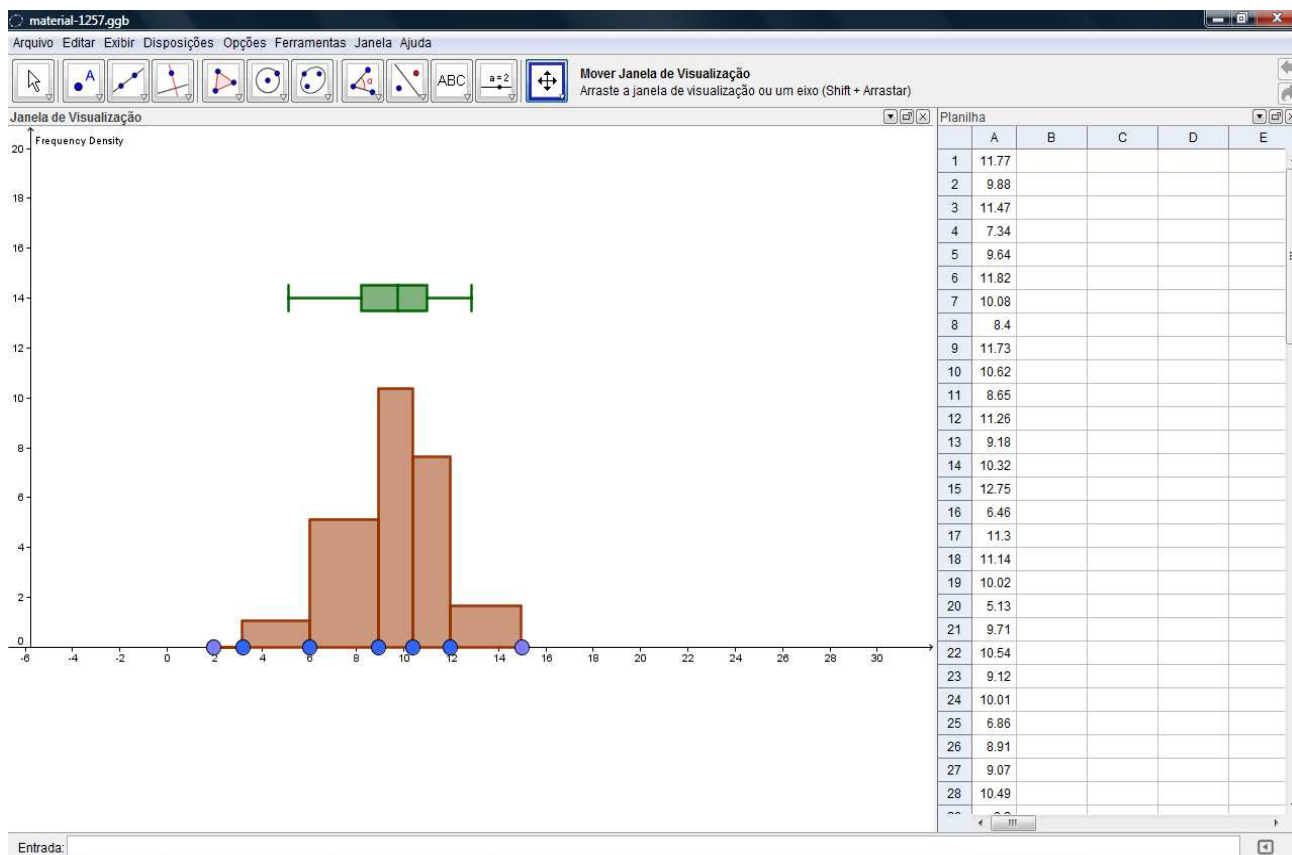 material-1257.ggb
Arquivo Editar Exibir Disposições Opções Ferramentas Janela Ajuda
A
α
ABC
a=2
Mover Janela de Visualização
Arraste a janela de visualização ou um eixo (Shift + Arrastar)
Janela de Visualização
Planilha
Frequency Density
20
18
16
14
12
10
8
6
4
2
0
-6 -4 -2 0 2 4 6 8 10 12 14 16 18 20 22 24 26 28 30
A B C D E
1 11.77
2 9.88
3 11.47
4 7.34
5 9.64
6 11.82
7 10.08
8 8.4
9 11.73
10 10.62
11 8.65
12 11.26
13 9.18
14 10.32
15 12.75
16 6.46
17 11.3
18 11.14
19 10.02
20 5.13
21 9.71
22 10.54
23 9.12
24 10.01
25 6.86
26 8.91
27 9.07
28 10.49
Entrada: